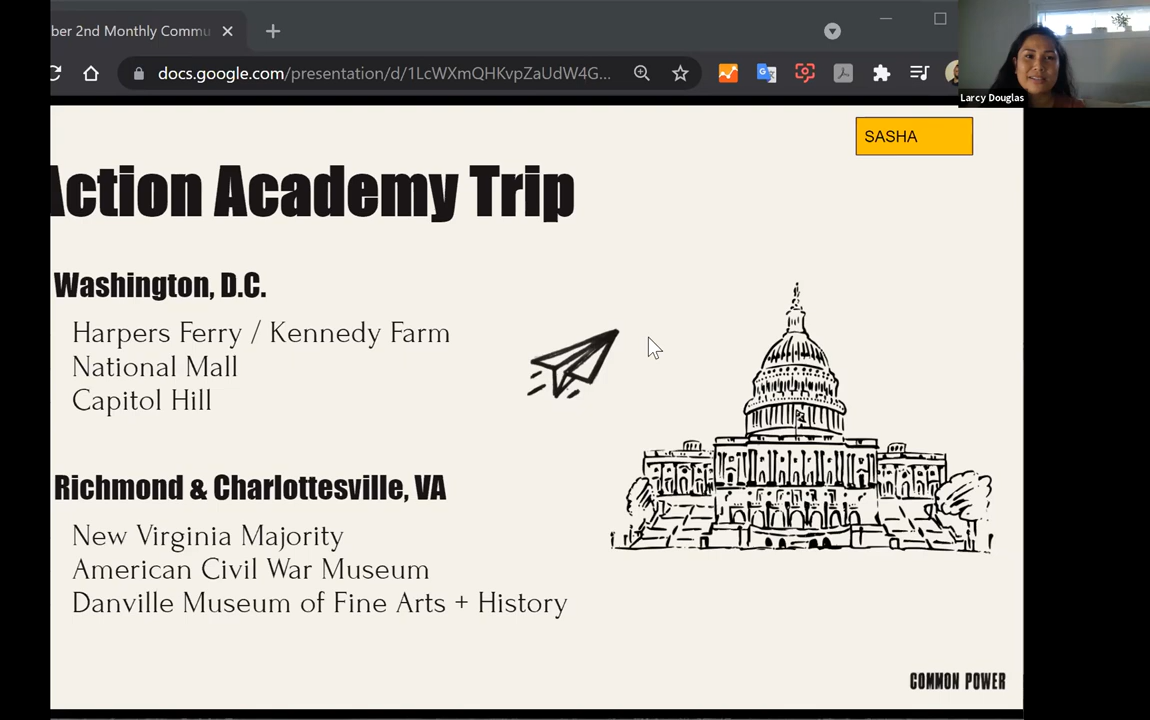 ber 2nd Monthly Commu
docs.google.com/presentation/d/1LcWXmQHKvpZaUdW4G...
Larcy Douglas
SASHA
Action Academy Trip
Washington, D.C.
Harpers Ferry / Kennedy Farm
National Mall
Capitol Hill
Richmond & Charlottesville, VA
New Virginia Majority
American Civil War Museum
Danville Museum of Fine Arts + History
COMMON POWER